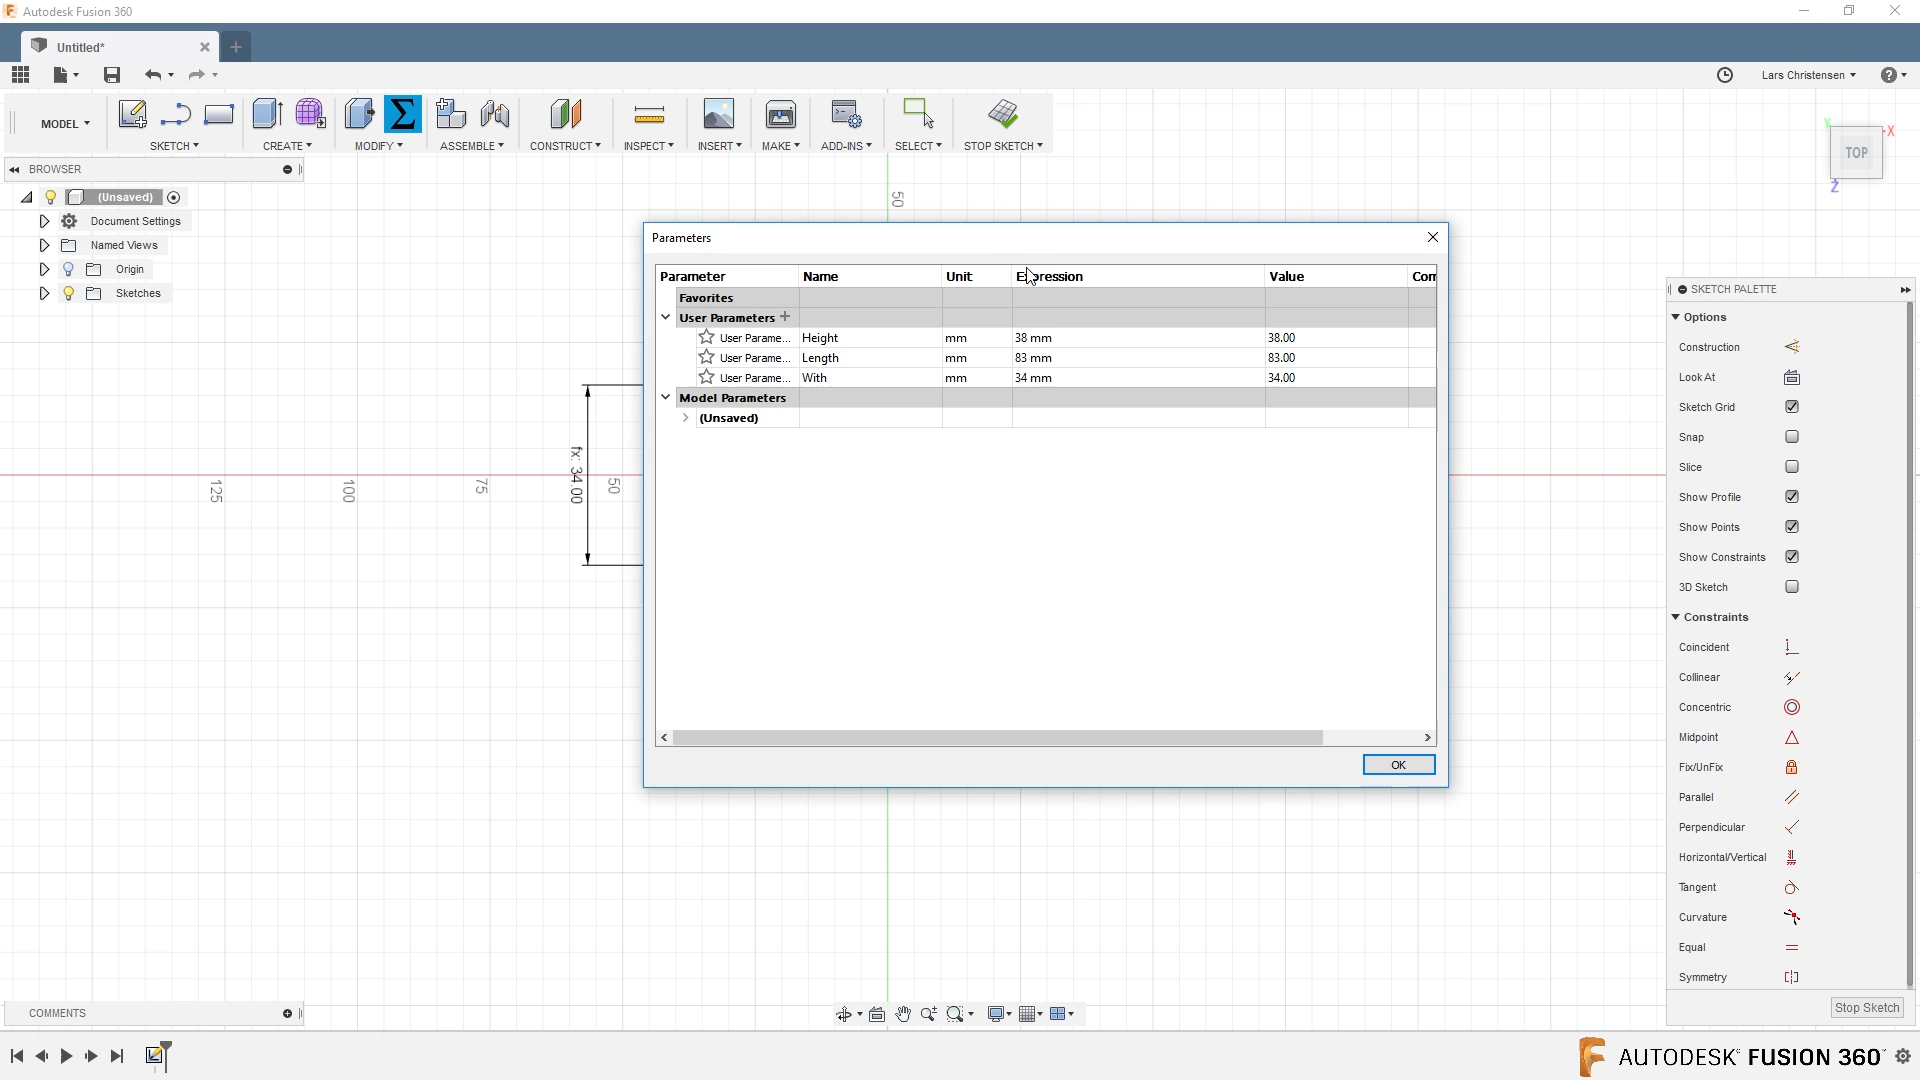 Autodesk Fusion 360
Untitled*
Lars Christensen
MODEL
SKETCH
CREATE
MODIFY
ASSEMBLE
CONSTRUCT
INSPECT
INSERT
MAKE
ADD-INS
SELECT
STOP SKETCH
BROWSER
(Unsaved)
Document Settings
Named Views
Origin
Sketches
50
Y
X
TOP
Z
Parameters
Parameter Name Unit Expression Value Com
Favorites
User Parameters
User Parame... Height mm 38 mm 38.00
User Parame... Length mm 83 mm 83.00
User Parame... With mm 34 mm 34.00
Model Parameters
(Unsaved)
OK
125
100
75
fx: 34.00
50
SKETCH PALETTE
Options
Construction
Look At
Sketch Grid
Snap
Slice
Show Profile
Show Points
Show Constraints
3D Sketch
Constraints
Coincident
Collinear
Concentric
Midpoint
Fix/UnFix
Parallel
Perpendicular
Horizontal/Vertical
Tangent
Curvature
Equal
Symmetry
Stop Sketch
COMMENTS
AUTODESK® FUSION 360™